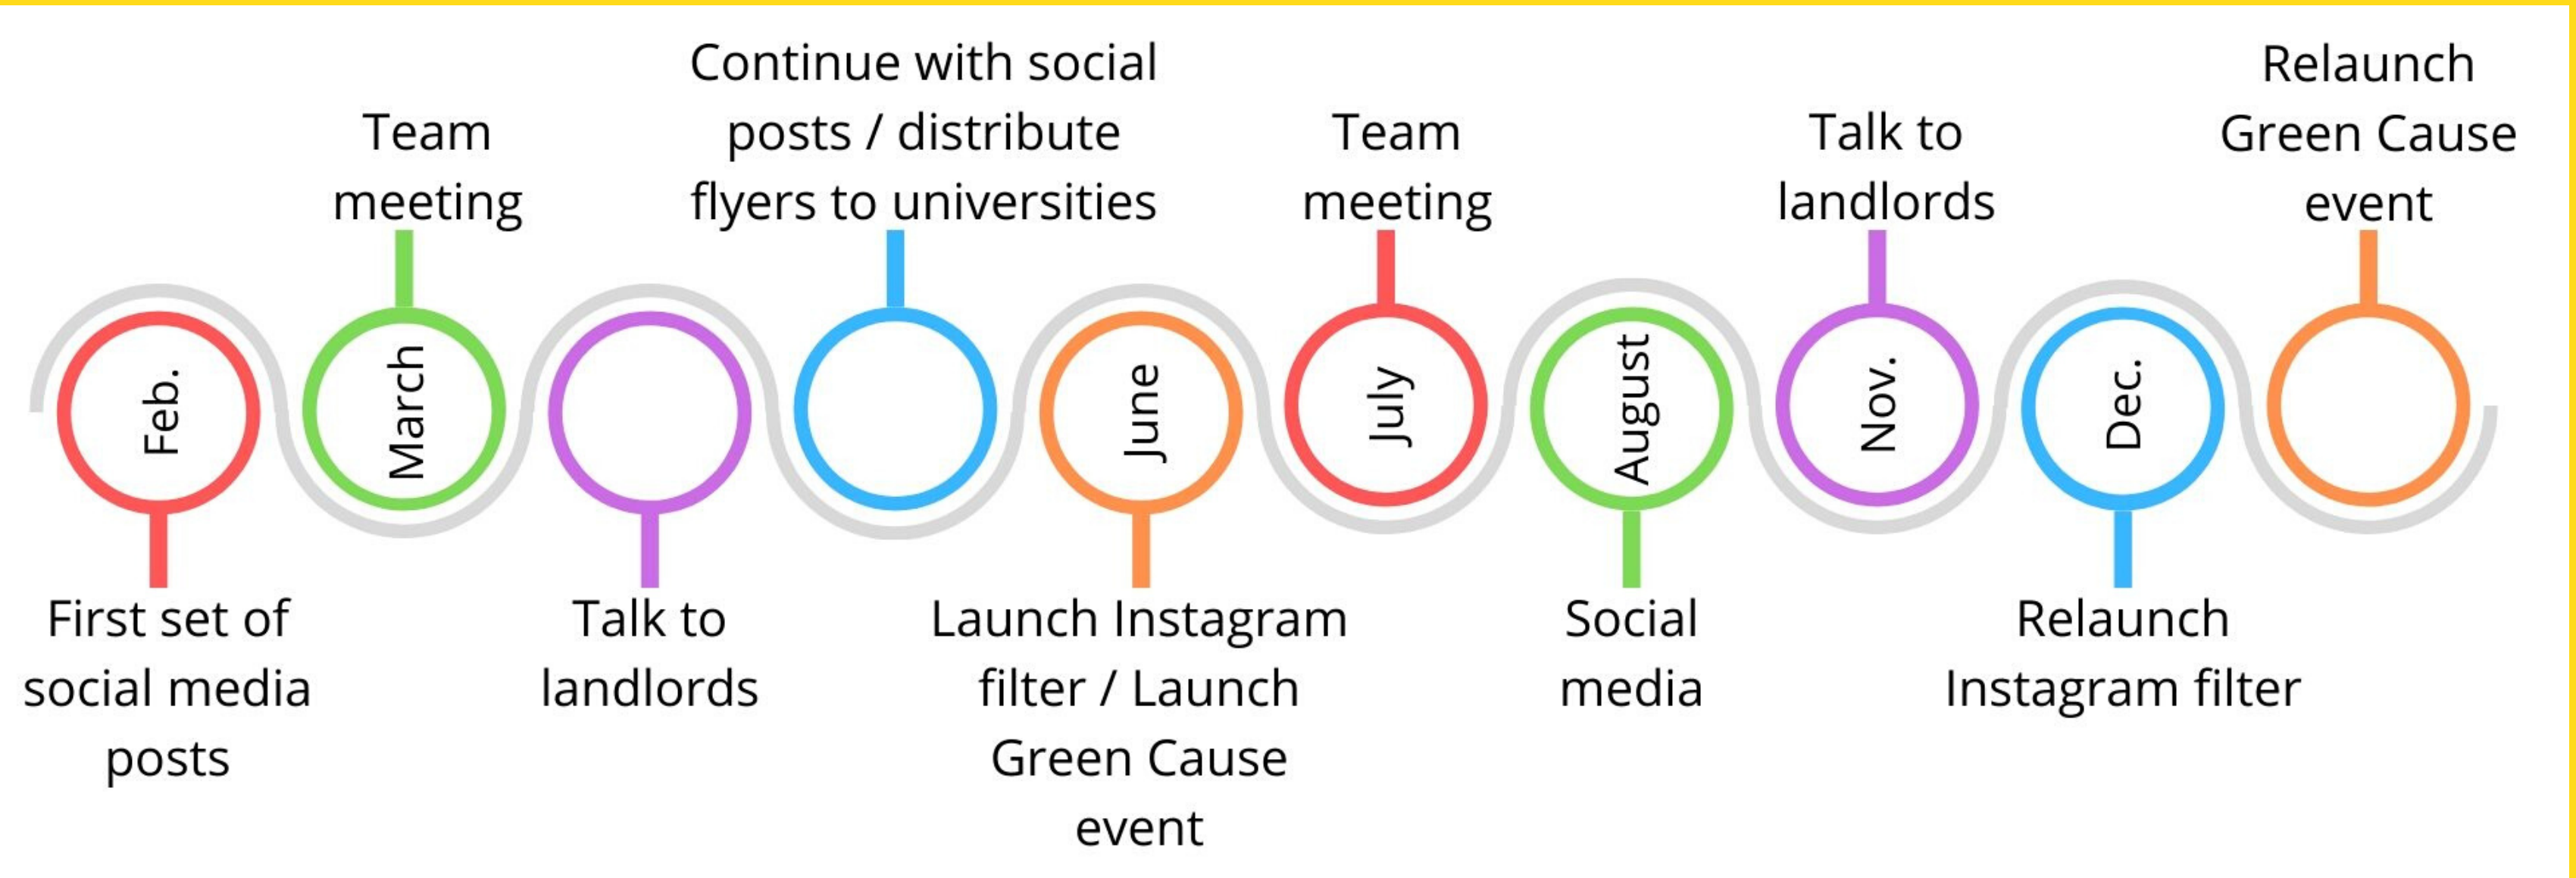 Feb.
First set of
social media
posts
Team
meeting
March
Talk to
landlords
Continue with social
posts / distribute
flyers to universities
June
Launch Instagram
filter / Launch
Green Cause
event
Team
meeting
July
August
Social
media
Talk to
landlords
Nov.
Dec.
Relaunch
Instagram filter
Relaunch
Green Cause
event